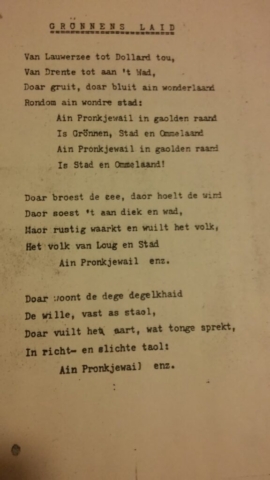 GRÖNNENS LAID
Van Lauwerzee tot Dollard tou,
Van Drente tot aan 't Wad,
Doar gruit, doar bluit ain wonderlaand
Rondom ain wondre stad:
Ain Pronkjewail in gaolden raand
Is Grönnen, Stad en Ommelaand
Ain Pronkjewail in gaolden raand
Is Stad en Ommelaand!
Doar broest de zee, daor hoelt de wind
Daor soest 't aan diek en wad,
Maor rustig waarkt en wuilt het volk,
Het volk van Loug en Stad
Ain Pronkjewail enz.
Doar woont de dege degelkhaid
De wille, vast as staol,
Doar vuilt het aart, wat tonge sprekt,
In richt- en slichte taol:
Ain Pronkjewail enz.